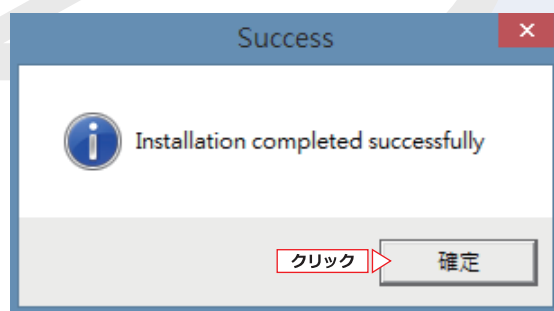 Success
Installation completed successfully
クリック
確定